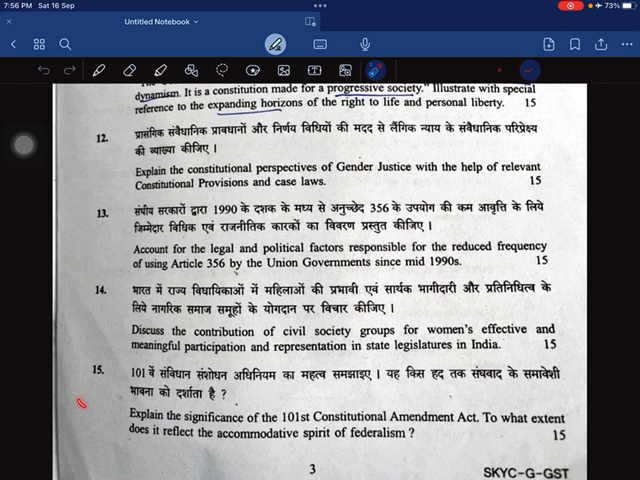 7:56 PM Sat 16 Sep
73%
Untitled Notebook
dynamism. It is a constitution made for a progressive society." Illustrate with special
reference to the expanding horizons of the right to life and personal liberty. 15
12. प्रासंगिक संवैधानिक प्रावधानों और निर्णय विधियों की मदद से लैंगिक न्याय के संवैधानिक परिप्रेक्ष्य
की व्याख्या कीजिए ।
Explain the constitutional perspectives of Gender Justice with the help of relevant
Constitutional Provisions and case laws. 15
13. संघीय सरकारों द्वारा 1990 के दशक के मध्य से अनुच्छेद 356 के उपयोग की कम आवृत्ति के लिये
जिम्मेदार विधिक एवं राजनीतिक कारकों का विवरण प्रस्तुत कीजिए ।
Account for the legal and political factors responsible for the reduced frequency
of using Article 356 by the Union Governments since mid 1990s. 15
14. भारत में राज्य विधायिकाओं में महिलाओं की प्रभावी एवं सार्थक भागीदारी और प्रतिनिधित्व के
लिये नागरिक समाज समूहों के योगदान पर विचार कीजिए ।
Discuss the contribution of civil society groups for women's effective and
meaningful participation and representation in state legislatures in India. 15
15. 101 वें संविधान संशोधन अधिनियम का महत्व समझाइए । यह किस हद तक संघवाद के समावेशी
भावना को दर्शाता है ?
Explain the significance of the 101st Constitutional Amendment Act. To what extent
does it reflect the accommodative spirit of federalism ? 15
3
SKYC-G-GST